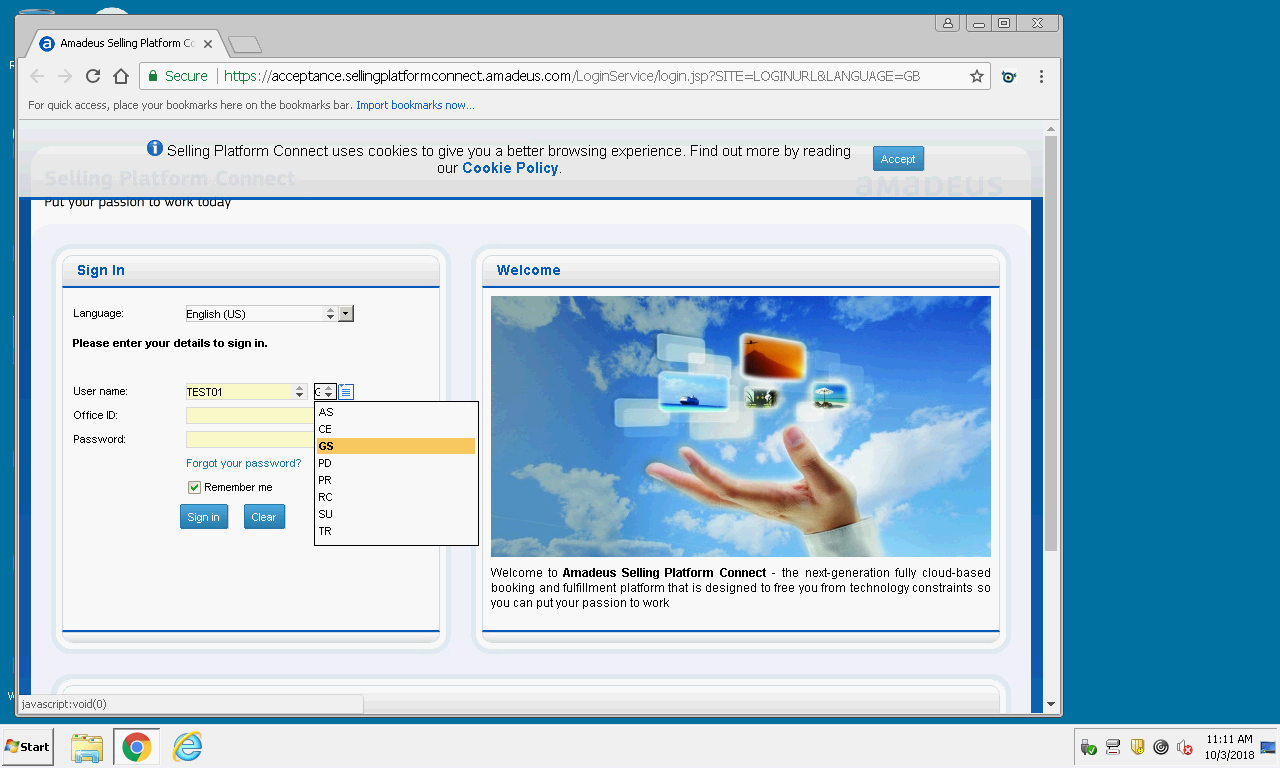 Amadeus Selling Platform Co
Secure
https://acceptance.sellingplatformconnect.amadeus.com/LoginService/login.jsp?SITE=LOGINURL&LANGUAGE=GB
For quick access, place your bookmarks here on the bookmarks bar. Import bookmarks now...
Selling Platform Connect uses cookies to give you a better browsing experience. Find out more by reading
our Cookie Policy.
Accept
Selling Platform Connect
amadeus
Put your passion to work today
Sign In
Language:
English (US)
Please enter your details to sign in.
User name:
TEST01
Office ID:
Password:
AS
CE
GS
PD
PR
RC
SU
TR
Forgot your password?
Remember me
Sign in
Clear
Welcome
Welcome to Amadeus Selling Platform Connect - the next-generation fully cloud-based
booking and fulfillment platform that is designed to free you from technology constraints so
you can put your passion to work
javascript:void(0)
Start
11:11 AM
10/3/2018